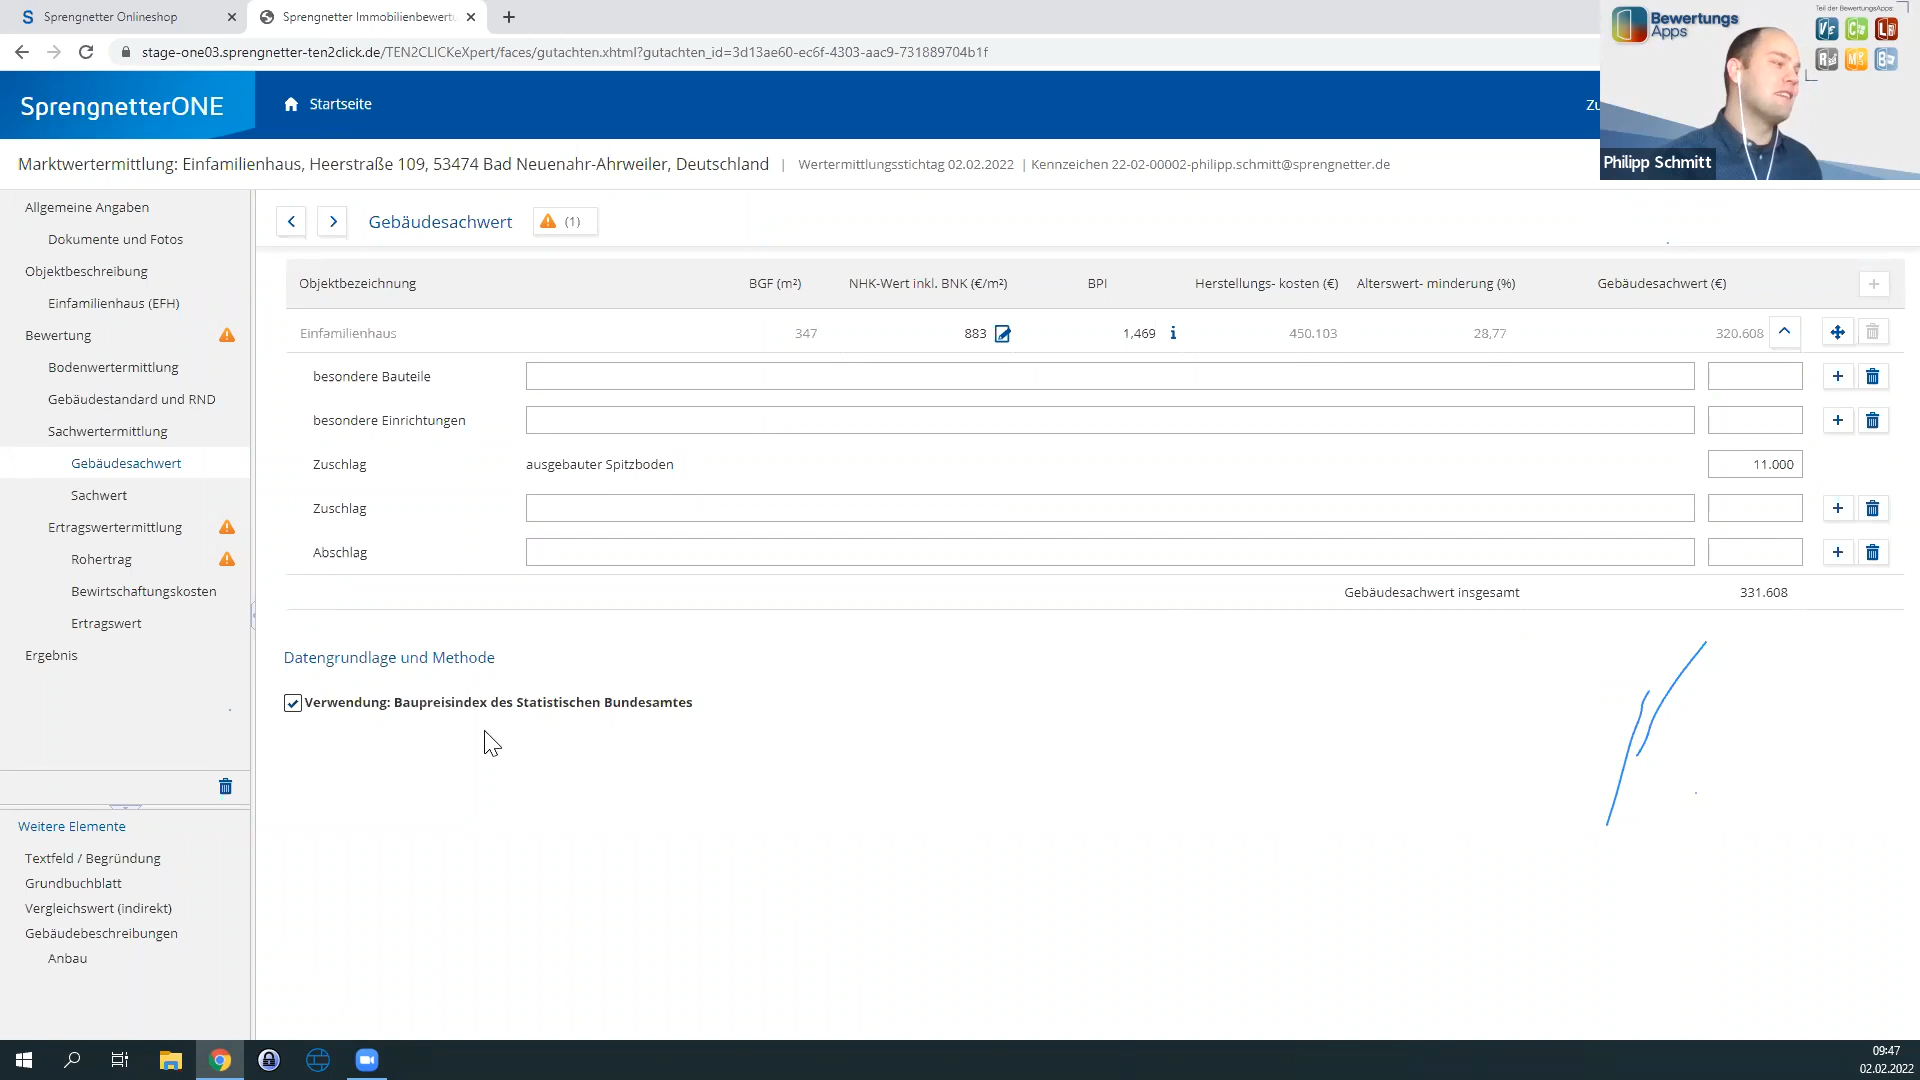 Sprengnetter Onlineshop
Sprengnetter Immobilienbewertu
stage-one03.sprengnetter-ten2click.de/TEN2CLICKeXpert/faces/gutachten.xhtml?gutachten_id=3d13ae60-ec6f-4303-aac9-731889704b1f
Teil der BewertungsApps:
Bewertungs
Apps
SprengnetterONE
Startseite
Zu
Philipp Schmitt
Marktwertermittlung: Einfamilienhaus, Heerstraße 109, 53474 Bad Neuenahr-Ahrweiler, Deutschland | Wertermittlungsstichtag 02.02.2022 | Kennzeichen 22-02-00002-philipp.schmitt@sprengnetter.de
Allgemeine Angaben
Dokumente und Fotos
Objektbeschreibung
Einfamilienhaus (EFH)
Bewertung
Bodenwertermittlung
Gebäudestandard und RND
Sachwertermittlung
Gebäudesachwert
Sachwert
Ertragswertermittlung
Rohertrag
Bewirtschaftungskosten
Ertragswert
Ergebnis
Weitere Elemente
Textfeld / Begründung
Grundbuchblatt
Vergleichswert (indirekt)
Gebäudebeschreibungen
Anbau
Gebäudesachwert (1)
Objektbezeichnung BGF (m²) NHK-Wert inkl. BNK (€/m²) BPI Herstellungs- kosten (€) Alterswert- minderung (%) Gebäudesachwert (€)
Einfamilienhaus 347 883 1,469 450.103 28,77 320.608
besondere Bauteile
besondere Einrichtungen
Zuschlag ausgebauter Spitzboden 11.000
Zuschlag
Abschlag
Gebäudesachwert insgesamt 331.608
Datengrundlage und Methode
Verwendung: Baupreisindex des Statistischen Bundesamtes
09:47
02.02.2022